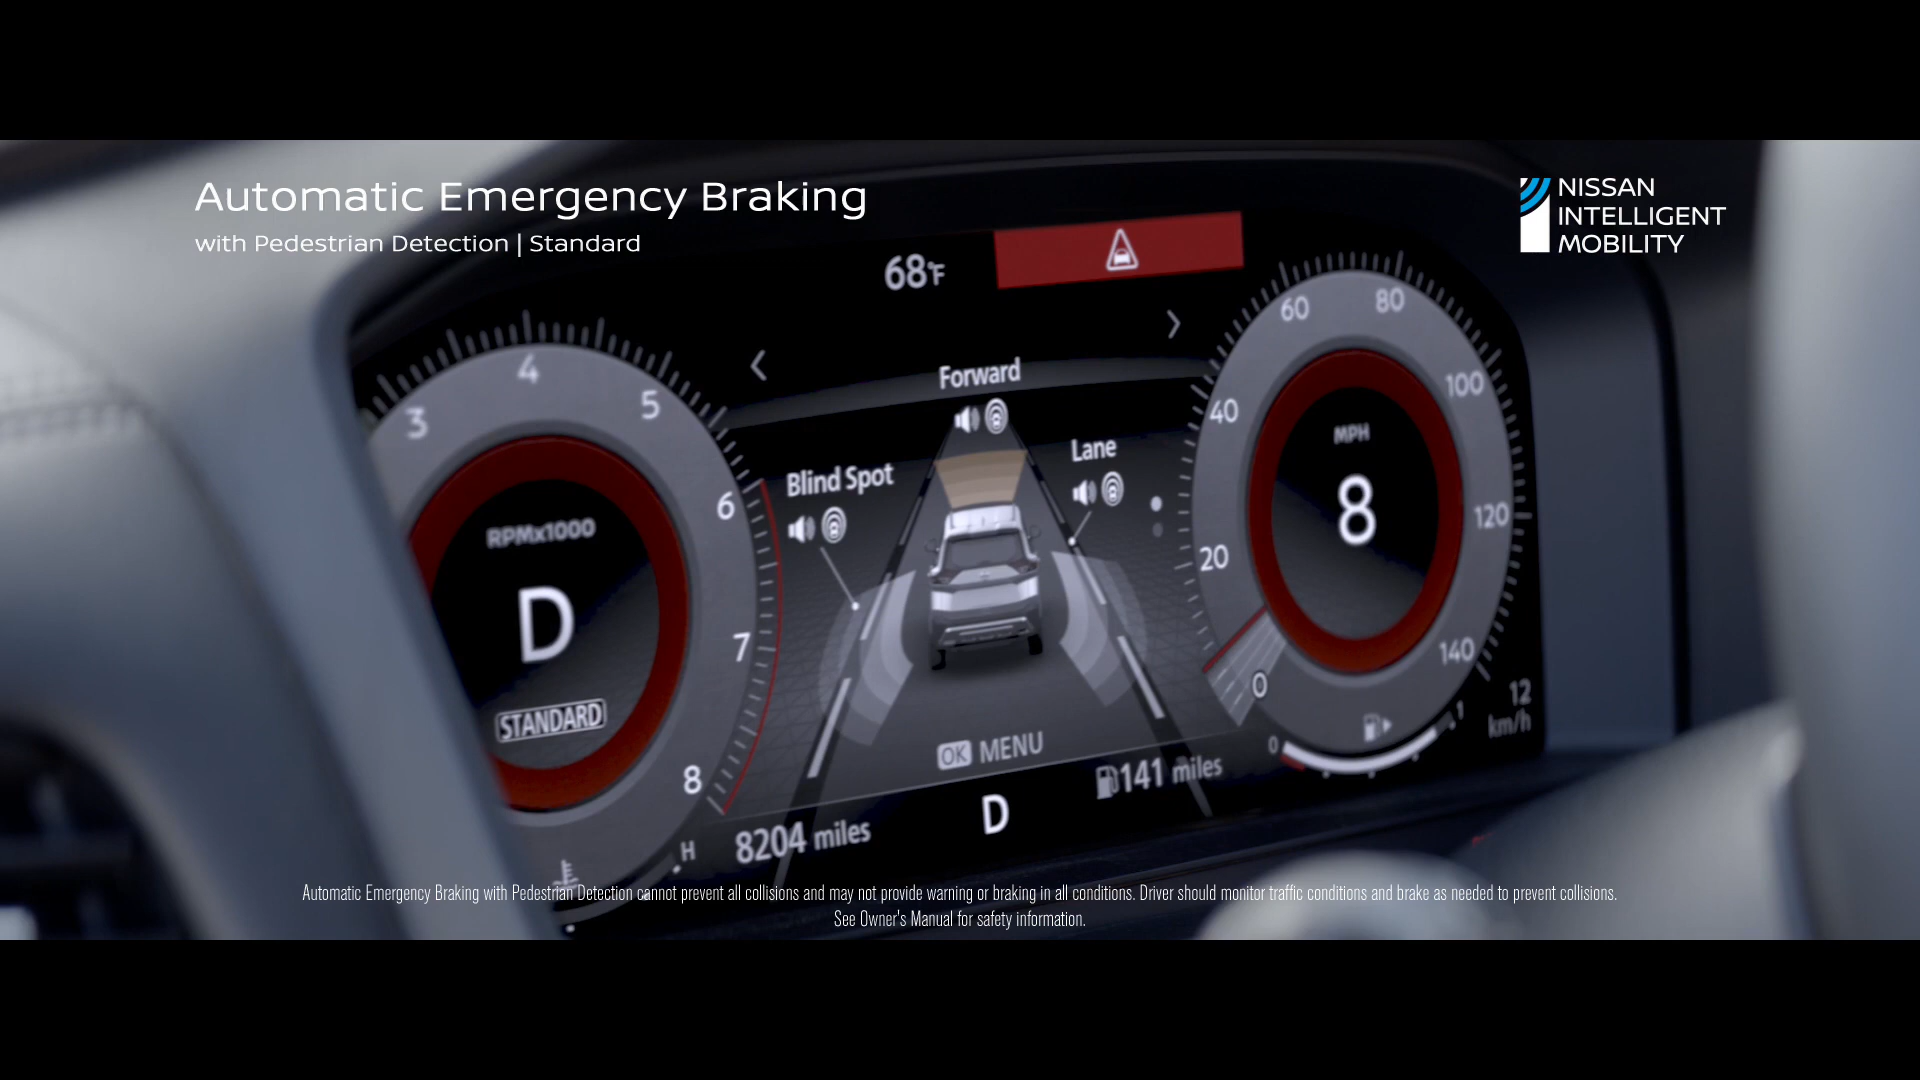 Automatic Emergency Braking
with Pedestrian Detection | Standard
NISSAN
INTELLIGENT
MOBILITY
68°F
3
4
5
6
7
8
RPMx1000
D
STANDARD
H
Forward
Blind Spot
Lane
OK MENU
8204 miles
D
141 miles
0
20
40
60
80
100
120
140
MPH
8
12
km/h
0
1
Automatic Emergency Braking with Pedestrian Detection cannot prevent all collisions and may not provide warning or braking in all conditions. Driver should monitor traffic conditions and brake as needed to prevent collisions.
See Owner's Manual for safety information.